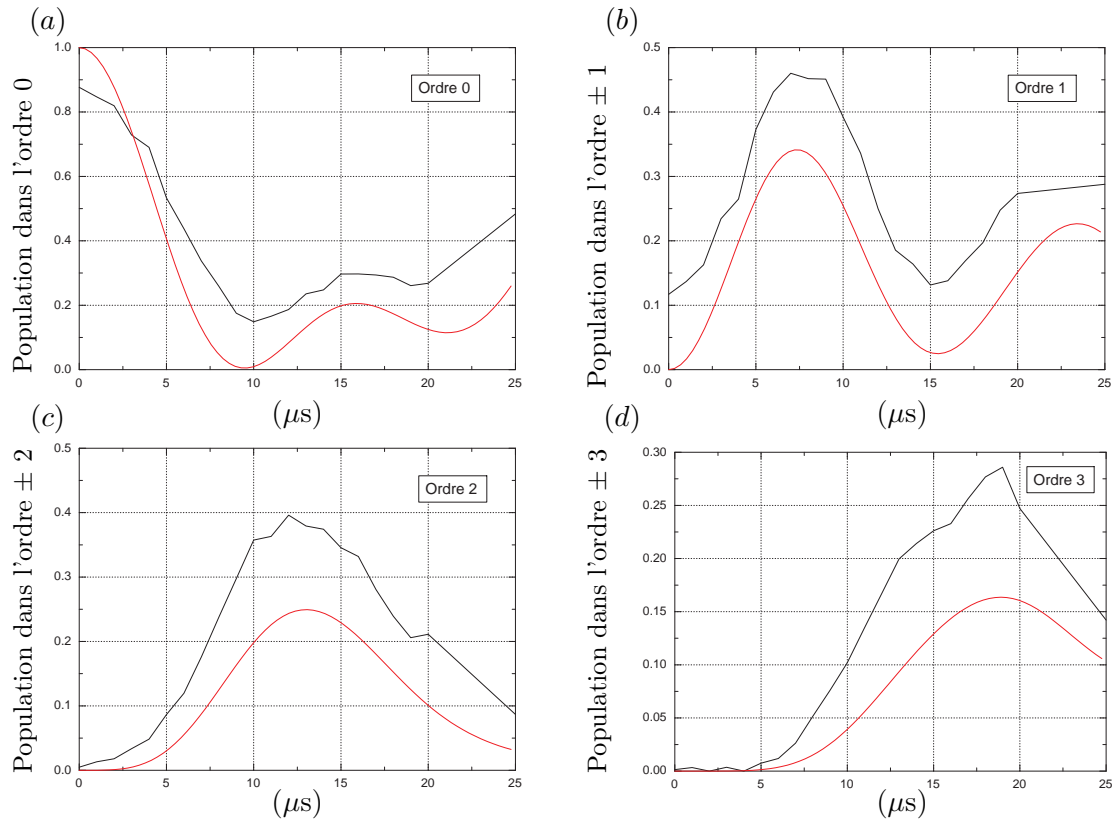 (a)
Population dans l'ordre 0
1.0
0.8
0.6
0.4
0.2
0.0
Ordre 0
0 5 10 15 20 25
(μs)
(b)
Population dans l'ordre ± 1
0.5
0.4
0.3
0.2
0.1
0.0
Ordre 1
0 5 10 15 20 25
(μs)
(c)
Population dans l'ordre ± 2
0.5
0.4
0.3
0.2
0.1
0.0
Ordre 2
0 5 10 15 20 25
(μs)
(d)
Population dans l'ordre ± 3
0.30
0.25
0.20
0.15
0.10
0.05
0.00
Ordre 3
0 5 10 15 20 25
(μs)